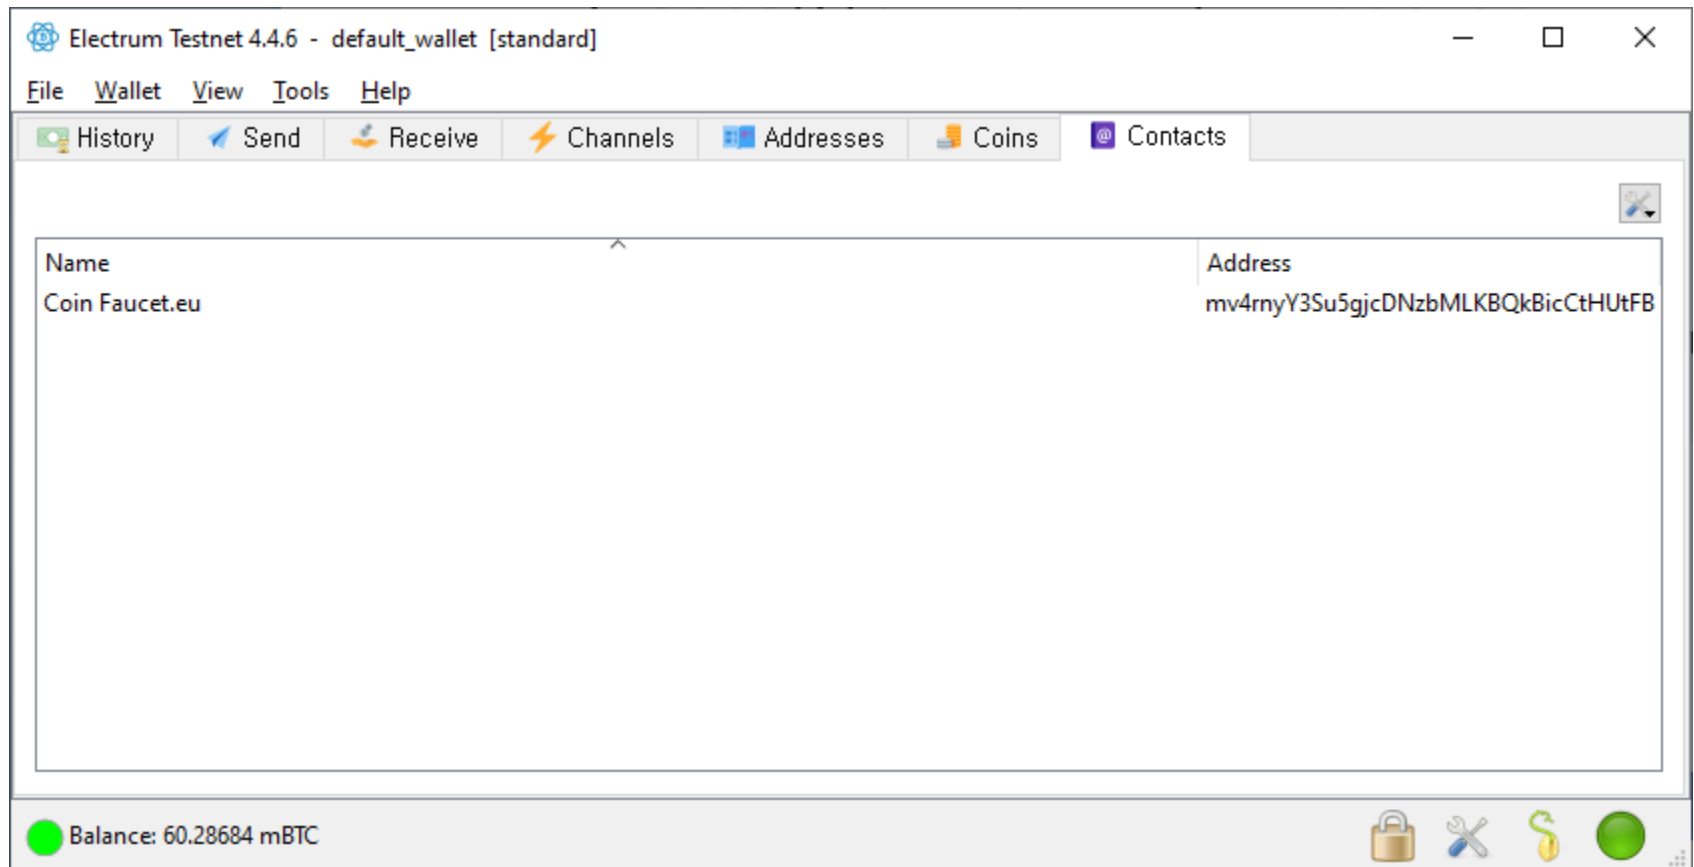 Electrum Testnet 4.4.6 - default_wallet [standard]
File Wallet View Tools Help
History Send Receive Channels Addresses Coins Contacts
Name Address
Coin Faucet.eu mv4rnyY3Su5gjcDNzbMLKBQkBicCtHUtFB
Balance: 60.28684 mBTC